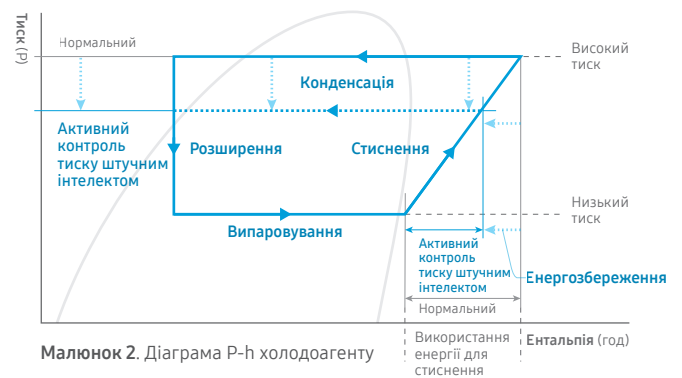 Тиск (P)
Нормальний
Високий
тиск
Конденсація
Активний
контроль
тиску штучним
інтелектом
Розширення
Стиснення
Низький
тиск
Випаровування
Активний
контроль
тиску штучним
інтелектом
Енергозбереження
Нормальний
Використання
енергії для
стиснення
Ентальпія (год)
Малюнок 2. Діаграма P-h холодоагенту